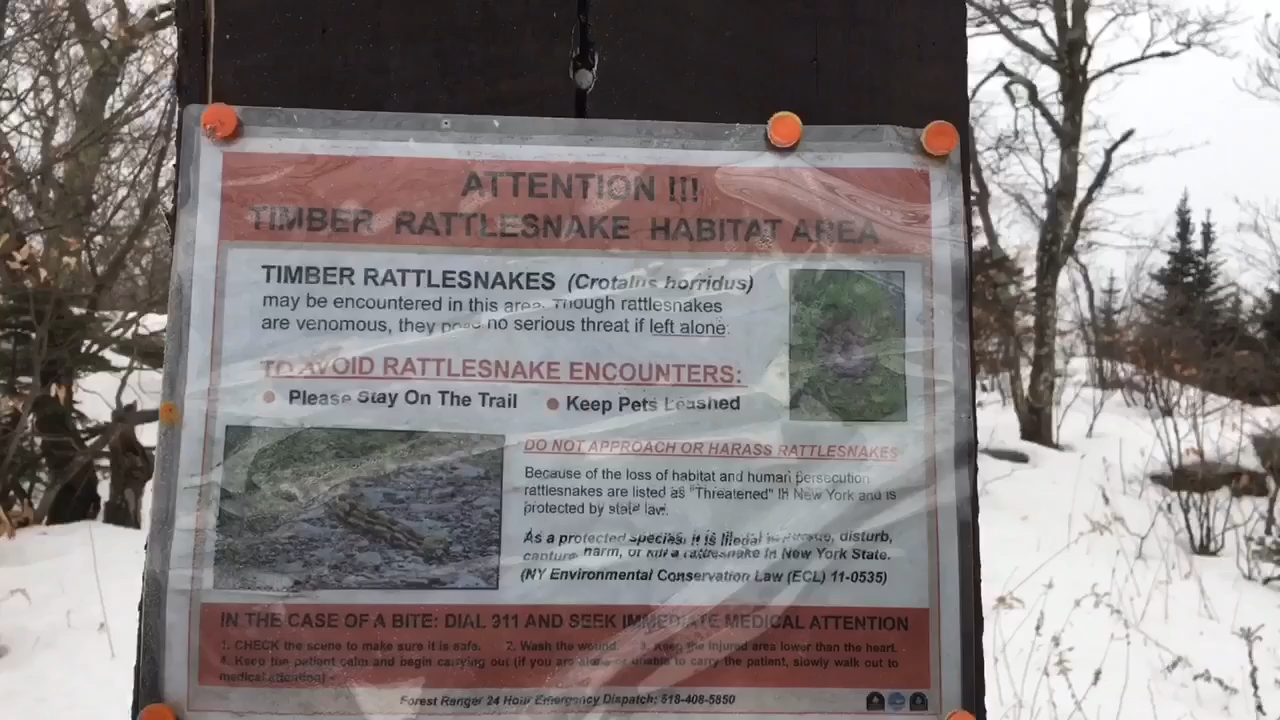 ATTENTION !!!
TIMBER RATTLESNAKE HABITAT AREA
TIMBER RATTLESNAKES (Crotalus horridus)
may be encountered in this area. Though rattlesnakes
are venomous, they pose no serious threat if left alone.
TO AVOID RATTLESNAKE ENCOUNTERS:
• Please Stay On The Trail • Keep Pets Leashed
DO NOT APPROACH OR HARASS RATTLESNAKES
Because of the loss of habitat and human persecution
rattlesnakes are listed as "Threatened" in New York and is
protected by state law.
As a protected species, it is illegal to pursue, disturb,
capture, harm, or kill a rattlesnake in New York State.
(NY Environmental Conservation Law (ECL) 11-0535)
IN THE CASE OF A BITE: DIAL 911 AND SEEK IMMEDIATE MEDICAL ATTENTION
1. CHECK the scene to make sure it is safe. 2. Wash the wound. 3. Keep the injured area lower than the heart.
4. Keep the patient calm and begin carrying out (if you are alone or unable to carry the patient, slowly walk out to
medical attention)
Forest Ranger 24 Hour Emergency Dispatch: 518-408-5850